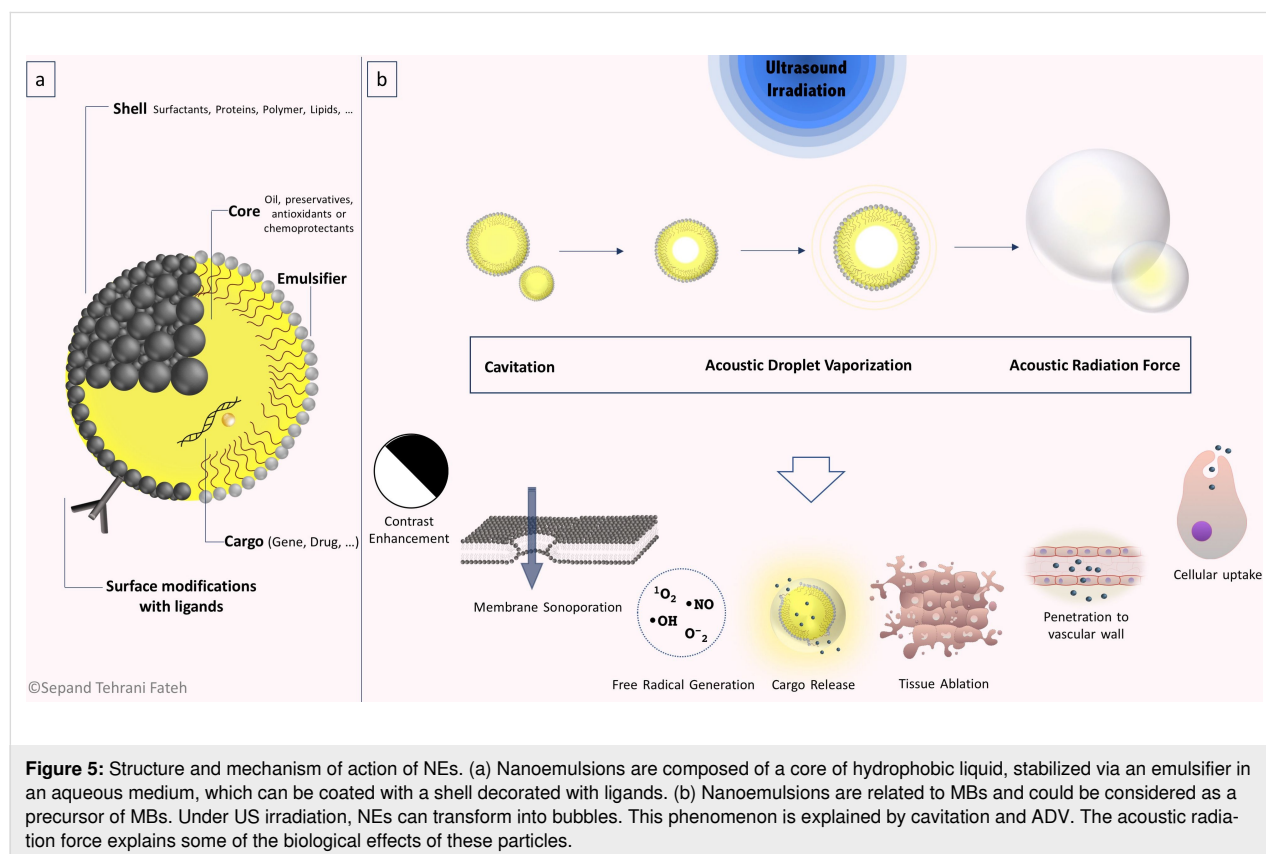 a
Shell Surfactants, Proteins, Polymer, Lipids, ...
Core
Oil, preservatives,
antioxidants or
chemoprotectants
Emulsifier
Cargo (Gene, Drug, ...)
Surface modifications
with ligands
©Sepand Tehrani Fateh
b
Ultrasound
Irradiation
Cavitation
Acoustic Droplet Vaporization
Acoustic Radiation Force
Contrast
Enhancement
Membrane Sonoporation
¹O₂
•NO
•OH
O⁻₂
Free Radical Generation
Cargo Release
Tissue Ablation
Penetration to
vascular wall
Cellular uptake
Figure 5: Structure and mechanism of action of NEs. (a) Nanoemulsions are composed of a core of hydrophobic liquid, stabilized via an emulsifier in
an aqueous medium, which can be coated with a shell decorated with ligands. (b) Nanoemulsions are related to MBs and could be considered as a
precursor of MBs. Under US irradiation, NEs can transform into bubbles. This phenomenon is explained by cavitation and ADV. The acoustic radia-
tion force explains some of the biological effects of these particles.